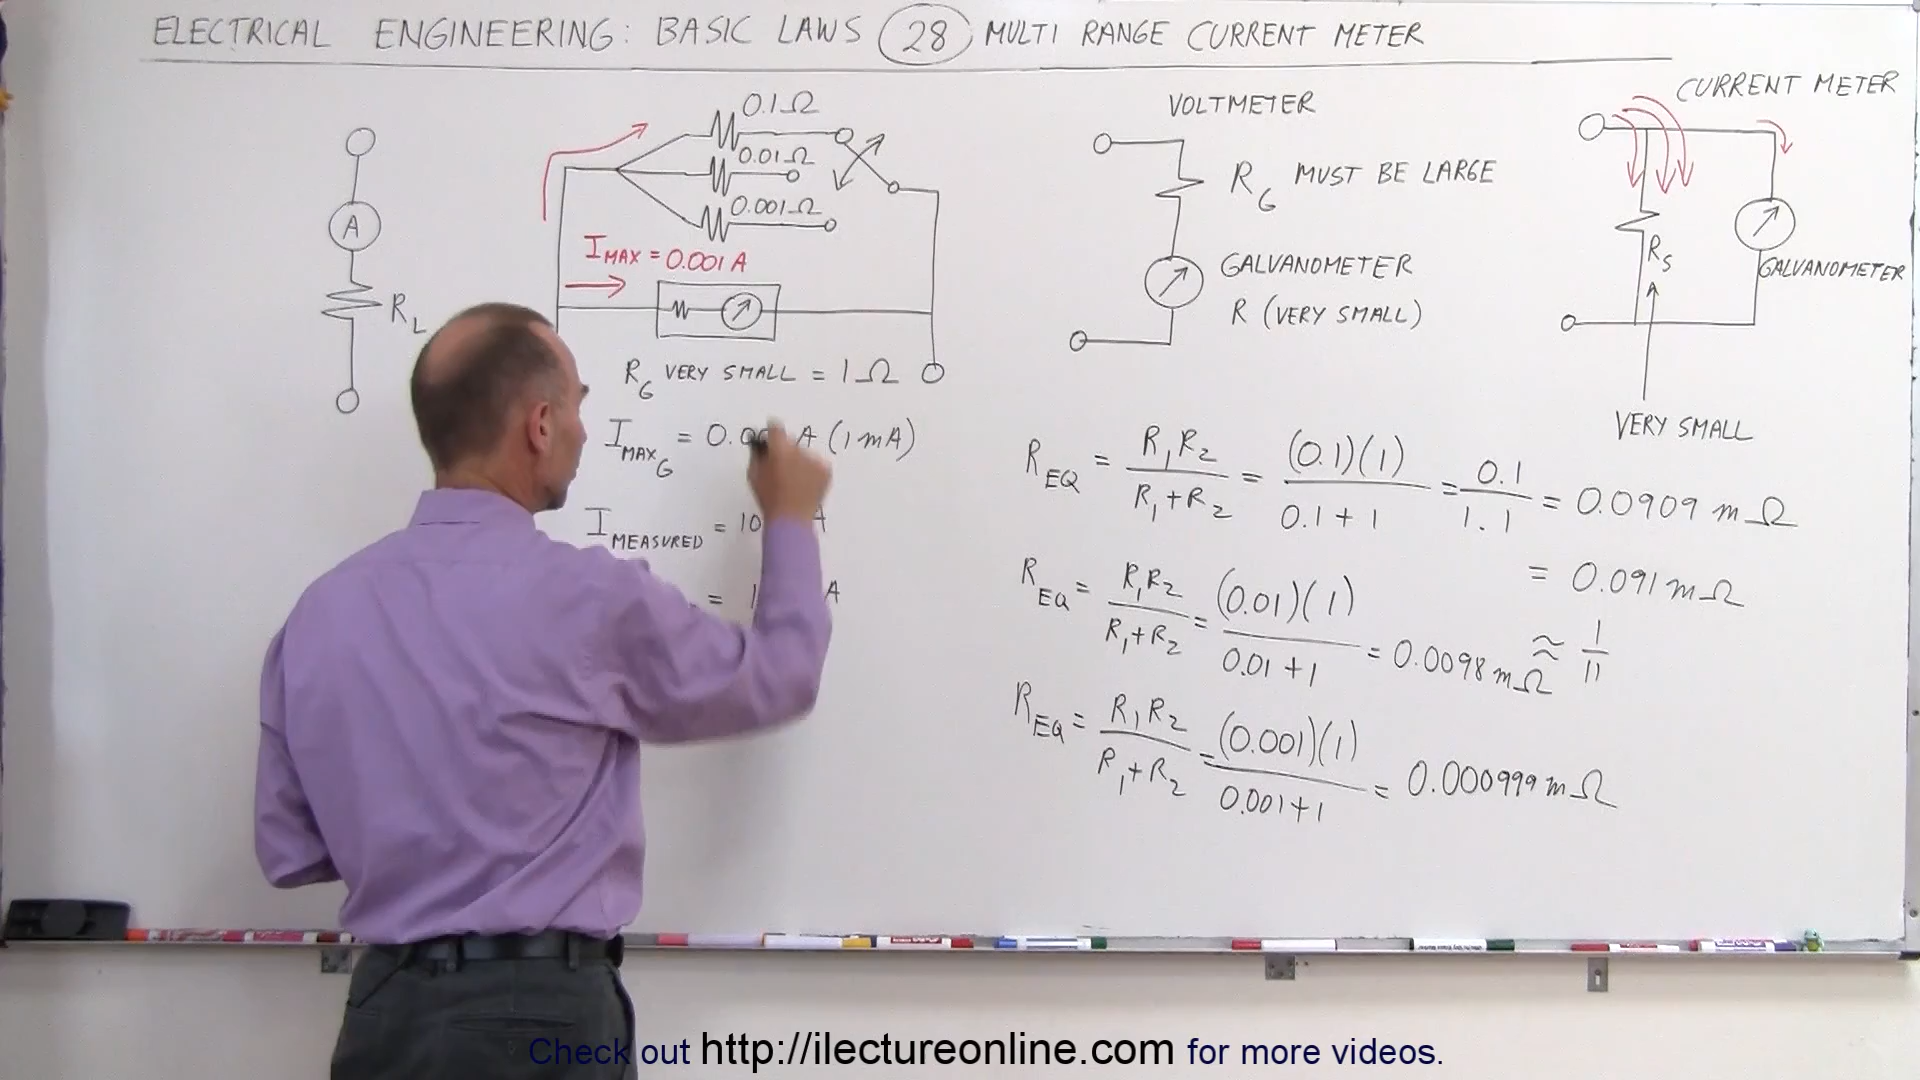 ELECTRICAL ENGINEERING: BASIC LAWS 28 MULTI RANGE CURRENT METER
A
R_L
0.1Ω
0.01Ω
0.001Ω
I_MAX = 0.001 A
R_G VERY SMALL = 1Ω
I_MAX_G = 0.00 A (1 mA)
I_MEASURED = 10 A
= 1 A
VOLTMETER
R_G MUST BE LARGE
GALVANOMETER
R (VERY SMALL)
CURRENT METER
R_S
GALVANOMETER
VERY SMALL
R_EQ = R₁R₂ / R₁+R₂ = (0.1)(1) / 0.1+1 = 0.1 / 1.1 = 0.0909 mΩ
= 0.091 mΩ
≈ 1/11
R_EQ = R₁R₂ / R₁+R₂ = (0.01)(1) / 0.01+1 = 0.0098 mΩ
R_EQ = R₁R₂ / R₁+R₂ = (0.001)(1) / 0.001+1 = 0.000999 mΩ
Check out http://ilectureonline.com for more videos.